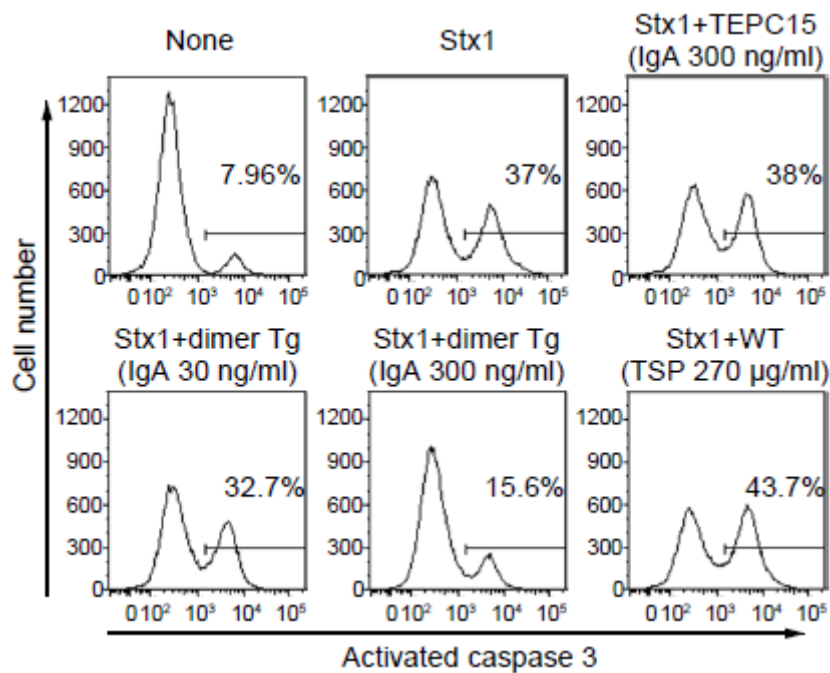 None
Stx1
Stx1+TEPC15
(IgA 300 ng/ml)
1200
900
600
300
0
7.96%
0 10² 10³ 10⁴ 10⁵
1200
900
600
300
0
37%
0 10² 10³ 10⁴ 10⁵
1200
900
600
300
0
38%
0 10² 10³ 10⁴ 10⁵
Cell number
Stx1+dimer Tg
(IgA 30 ng/ml)
Stx1+dimer Tg
(IgA 300 ng/ml)
Stx1+WT
(TSP 270 µg/ml)
1200
900
600
300
0
32.7%
0 10² 10³ 10⁴ 10⁵
1200
900
600
300
0
15.6%
0 10² 10³ 10⁴ 10⁵
1200
900
600
300
0
43.7%
0 10² 10³ 10⁴ 10⁵
Activated caspase 3